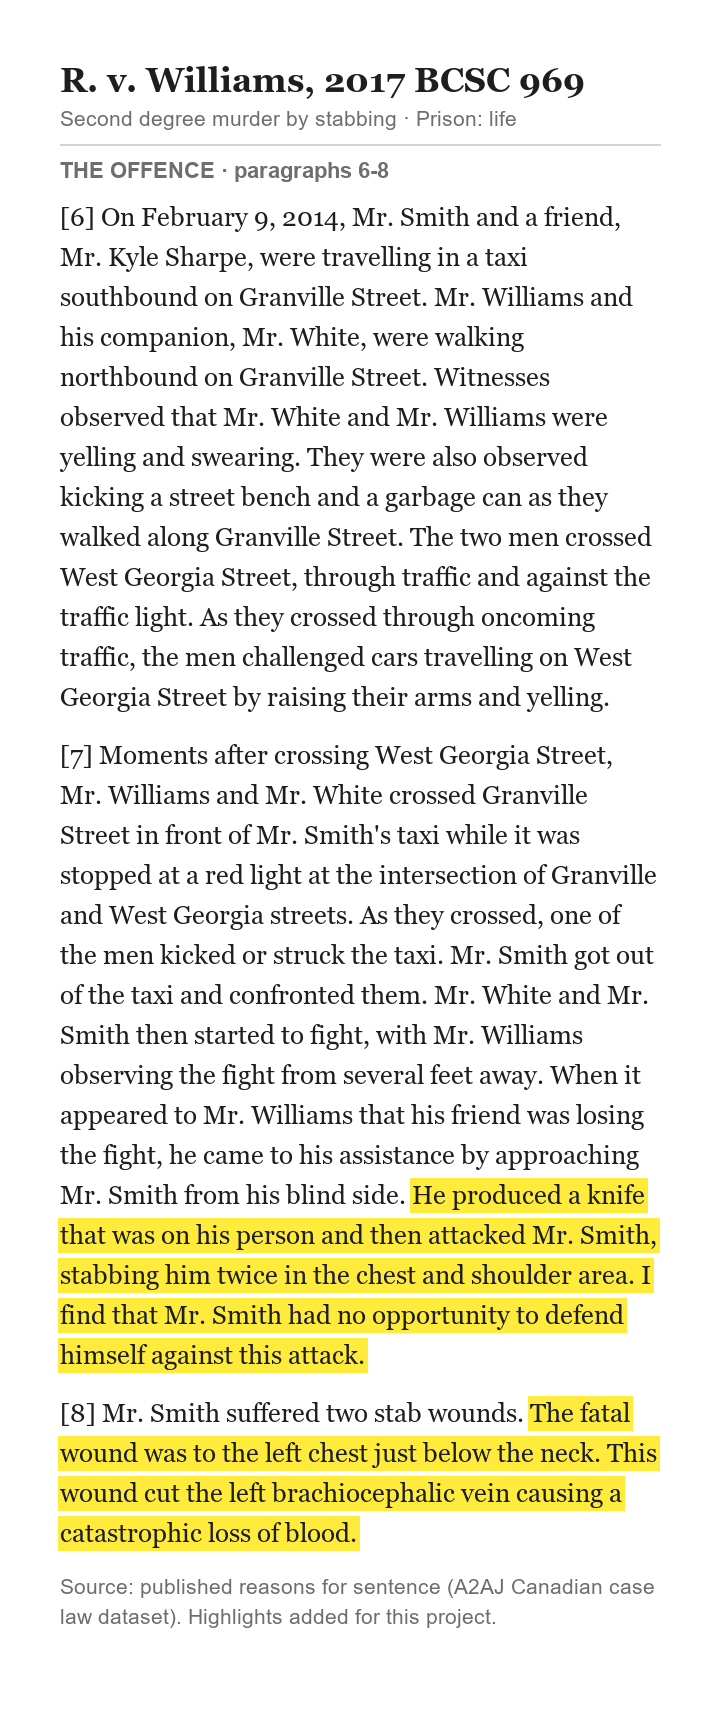 R. v. Williams, 2017 BCSC 969
Second degree murder by stabbing · Prison: life
THE OFFENCE · paragraphs 6-8
[6] On February 9, 2014, Mr. Smith and a friend,
Mr. Kyle Sharpe, were travelling in a taxi
southbound on Granville Street. Mr. Williams and
his companion, Mr. White, were walking
northbound on Granville Street. Witnesses
observed that Mr. White and Mr. Williams were
yelling and swearing. They were also observed
kicking a street bench and a garbage can as they
walked along Granville Street. The two men crossed
West Georgia Street, through traffic and against the
traffic light. As they crossed through oncoming
traffic, the men challenged cars travelling on West
Georgia Street by raising their arms and yelling.
[7] Moments after crossing West Georgia Street,
Mr. Williams and Mr. White crossed Granville
Street in front of Mr. Smith's taxi while it was
stopped at a red light at the intersection of Granville
and West Georgia streets. As they crossed, one of
the men kicked or struck the taxi. Mr. Smith got out
of the taxi and confronted them. Mr. White and Mr.
Smith then started to fight, with Mr. Williams
observing the fight from several feet away. When it
appeared to Mr. Williams that his friend was losing
the fight, he came to his assistance by approaching
Mr. Smith from his blind side. He produced a knife
that was on his person and then attacked Mr. Smith,
stabbing him twice in the chest and shoulder area. I
find that Mr. Smith had no opportunity to defend
himself against this attack.
[8] Mr. Smith suffered two stab wounds. The fatal
wound was to the left chest just below the neck. This
wound cut the left brachiocephalic vein causing a
catastrophic loss of blood.
Source: published reasons for sentence (A2AJ Canadian case
law dataset). Highlights added for this project.